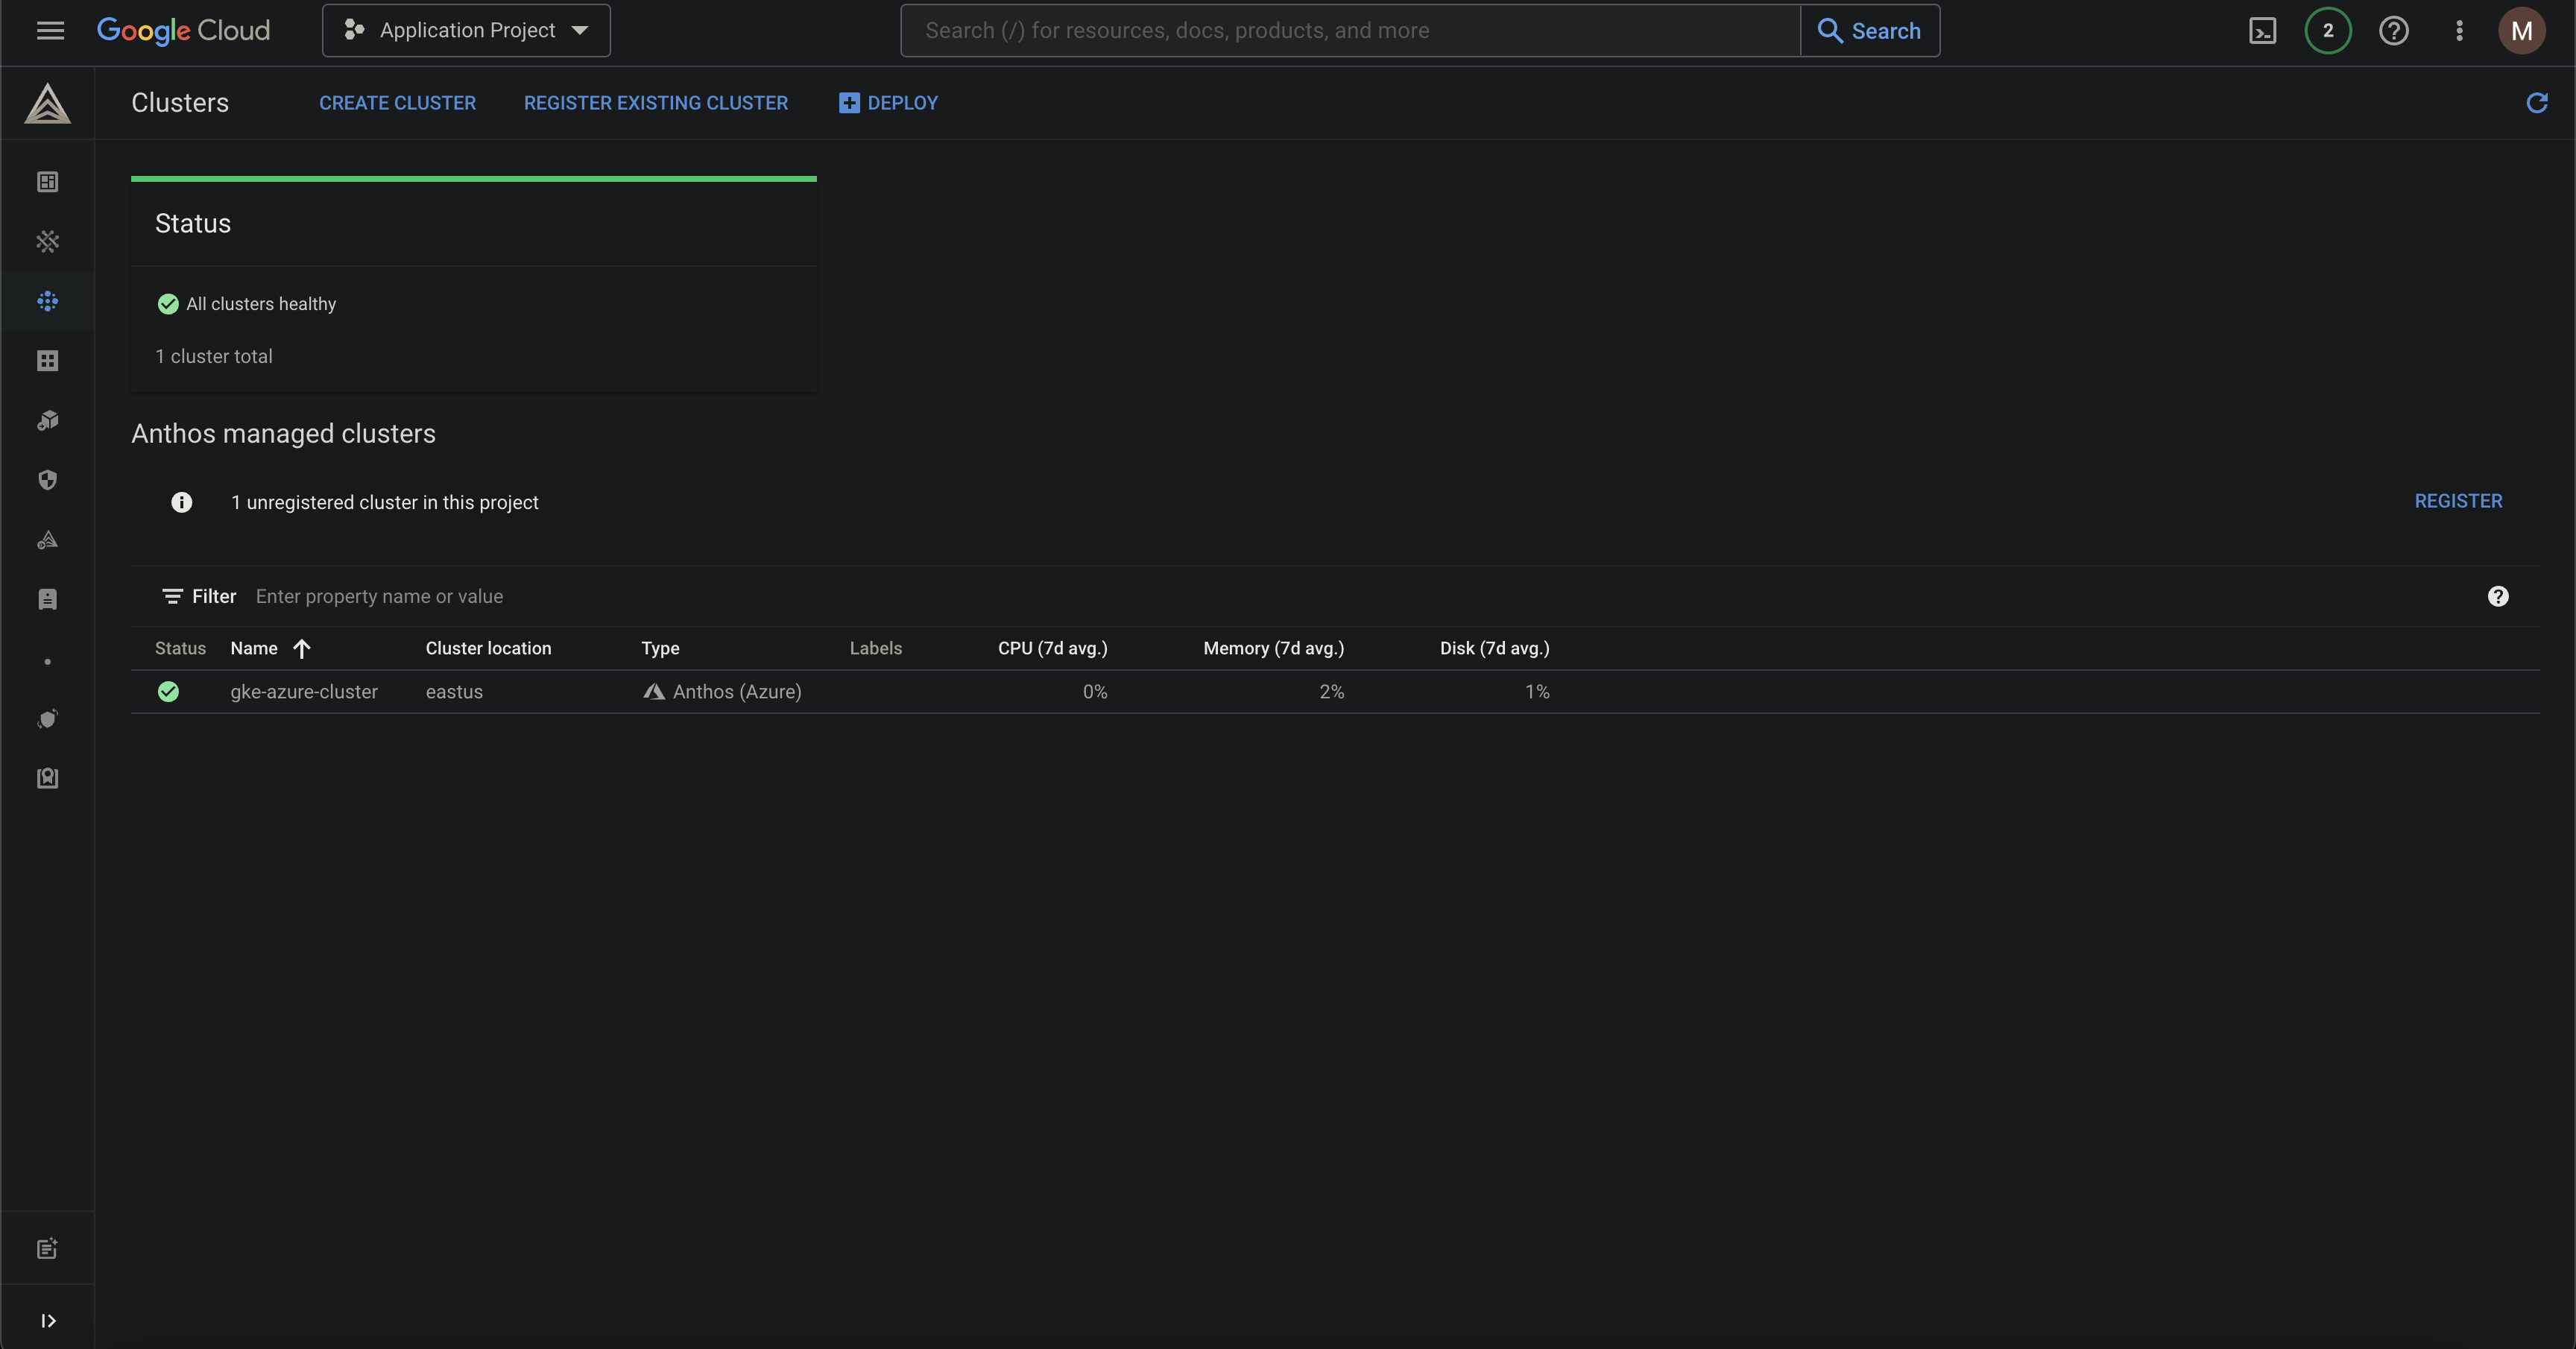 Google Cloud
Application Project
Search (/) for resources, docs, products, and more
Search
2
M
Clusters
CREATE CLUSTER
REGISTER EXISTING CLUSTER
DEPLOY
Status
All clusters healthy
1 cluster total
Anthos managed clusters
1 unregistered cluster in this project
REGISTER
Filter Enter property name or value
Status Name Cluster location Type Labels CPU (7d avg.) Memory (7d avg.) Disk (7d avg.)
gke-azure-cluster eastus Anthos (Azure) 0% 2% 1%